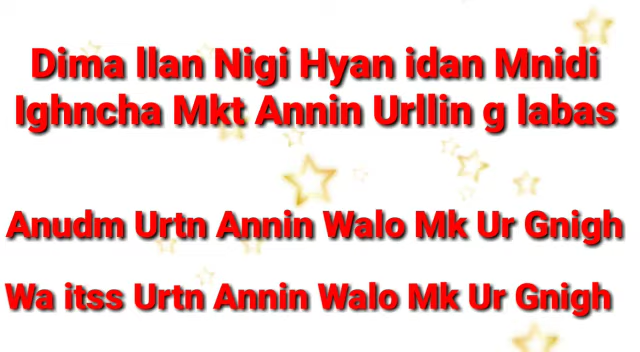 Dima llan Nigi Hyan idan Mnidi
Ighncha Mkt Annin Urllin g labas
Anudm Urtn Annin Walo Mk Ur Gnigh
Wa itss Urtn Annin Walo Mk Ur Gnigh